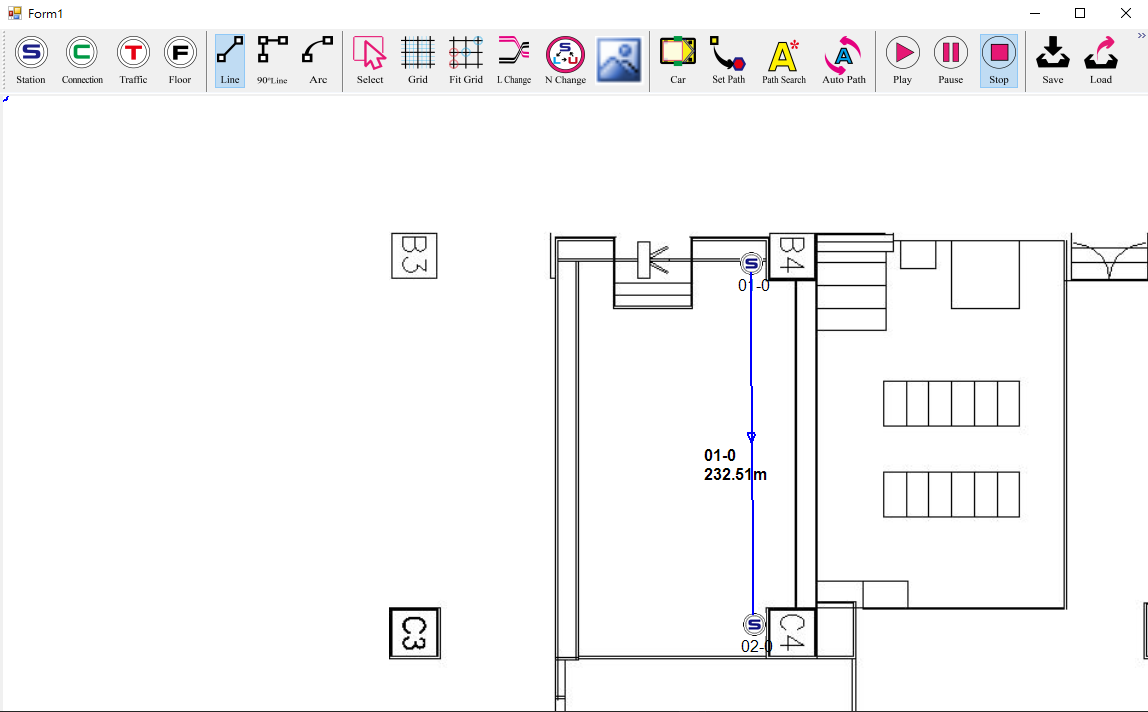 Form1
S C T F
S L U
A
A
Station Connection Traffic Floor Line 90°Line Arc Select Grid Fit Grid L Change N Change Car Set Path Path Search Auto Path Play Pause Stop Save Load
B3
B4
S
01-0
01-0
232.51m
S
02-0
C3
C4